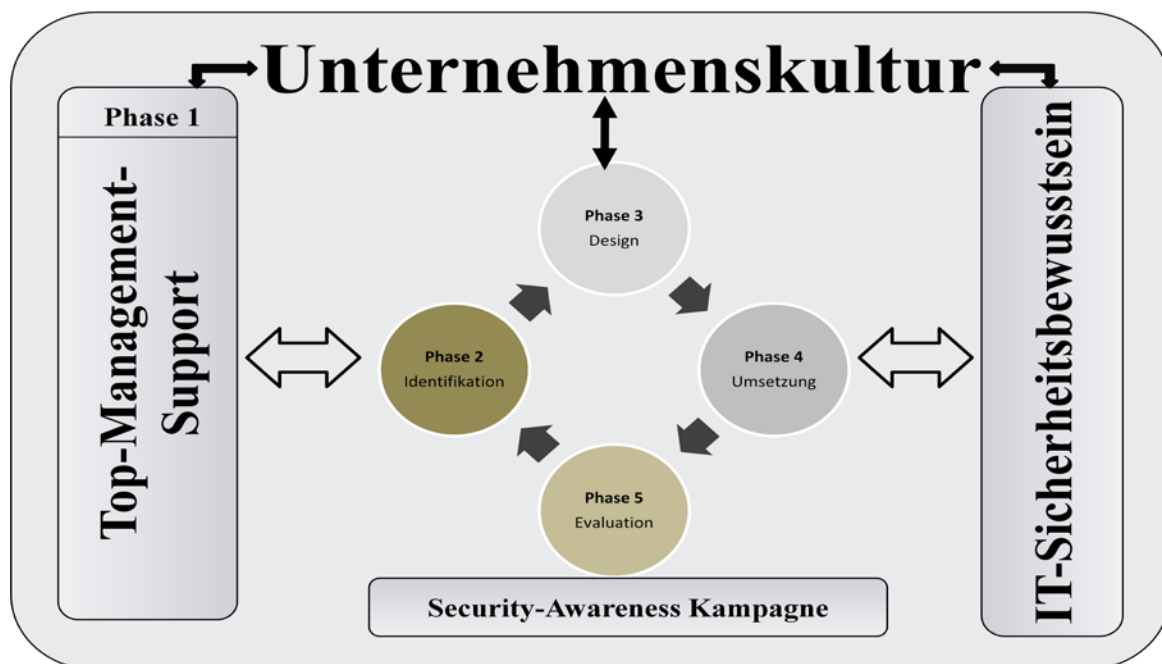 Unternehmenskultur
Phase 1
Top-Management-
Support
Phase 3
Design
Phase 2
Identifikation
Phase 4
Umsetzung
Phase 5
Evaluation
IT-Sicherheitsbewusstsein
Security-Awareness Kampagne